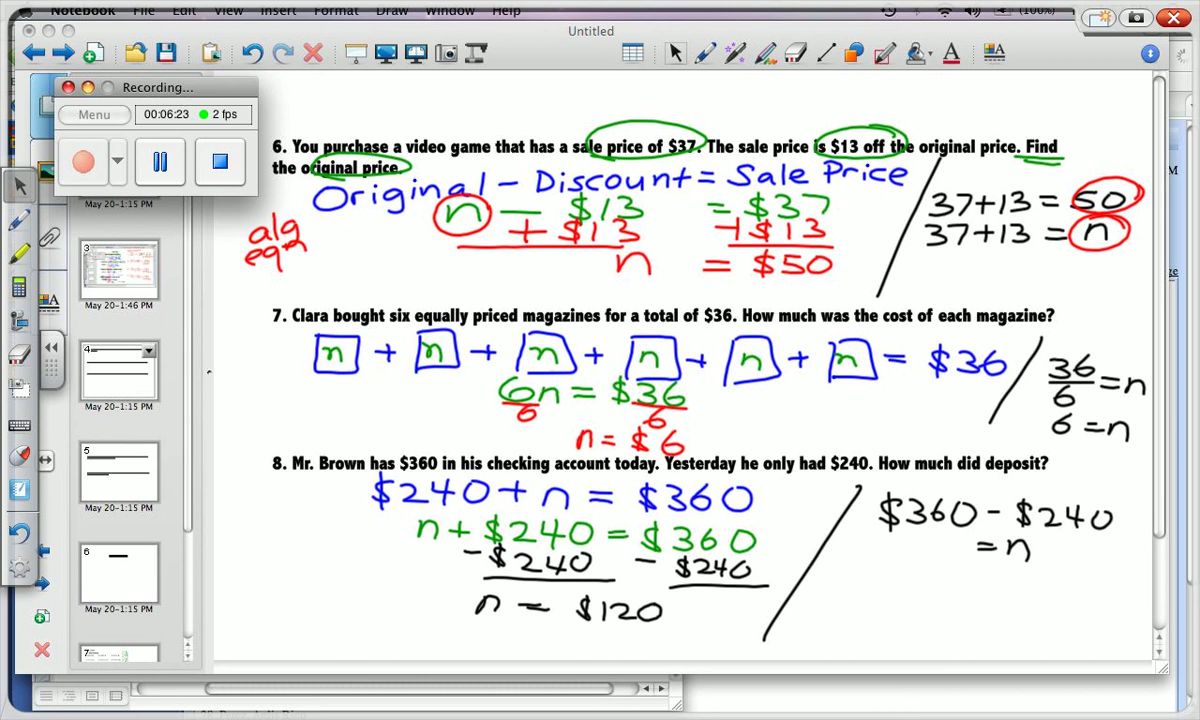 Notebook File Edit View Insert Format Draw Window Help (100%)
Untitled
Recording...
Menu 00:06:23 2 fps
May 20-1:15 PM
3
May 20-1:46 PM
4
May 20-1:15 PM
5
May 20-1:15 PM
6
May 20-1:15 PM
7
6. You purchase a video game that has a sale price of $37. The sale price is $13 off the original price. Find
the original price.
Original - Discount = Sale Price
n - $13 = $37
+ $13 +$13
n = $50
alg
eqn
37+13 = 50
37+13 = n
7. Clara bought six equally priced magazines for a total of $36. How much was the cost of each magazine?
n + n + n + n + n + n = $36
6n = $36
6 6
n = $6
36
6 = n
6 = n
8. Mr. Brown has $360 in his checking account today. Yesterday he only had $240. How much did deposit?
$240 + n = $360
n + $240 = $360
- $240 - $240
n = $120
$360 - $240
= n